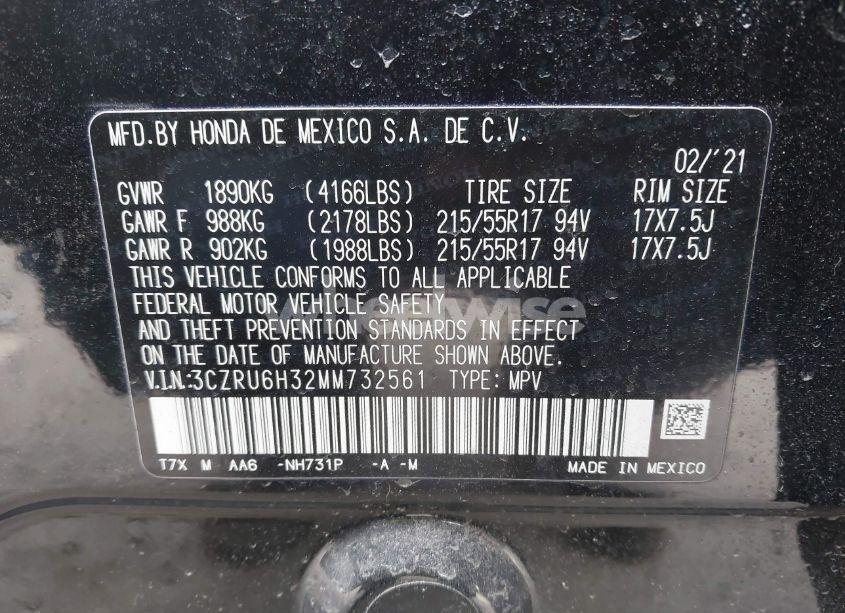 MFD.BY HONDA DE MEXICO S.A. DE C.V.
02/'21
GVWR 1890KG (4166LBS) TIRE SIZE RIM SIZE
GAWR F 988KG (2178LBS) 215/55R17 94V 17X7.5J
GAWR R 902KG (1988LBS) 215/55R17 94V 17X7.5J
THIS VEHICLE CONFORMS TO ALL APPLICABLE
FEDERAL MOTOR VEHICLE SAFETY
AND THEFT PREVENTION STANDARDS IN EFFECT
ON THE DATE OF MANUFACTURE SHOWN ABOVE.
V.I.N:3CZRU6H32MM732561 TYPE: MPV
T7X M AA6 -NH731P -A -M MADE IN MEXICO